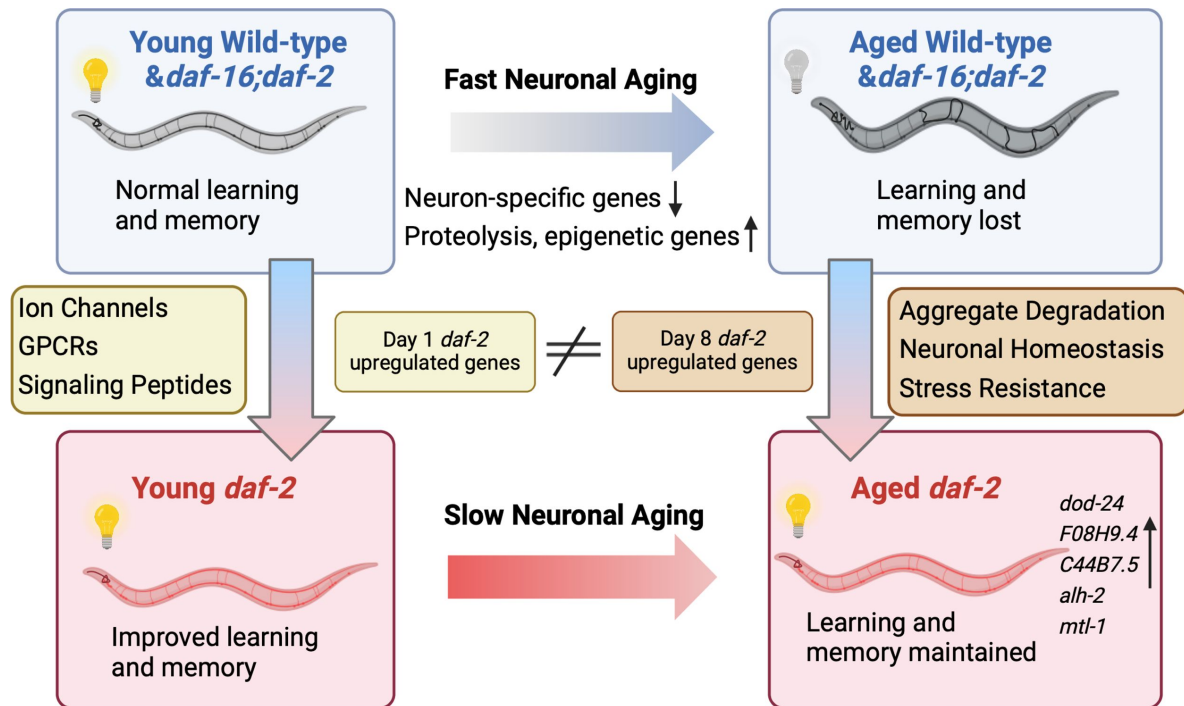 Young Wild-type
&daf-16;daf-2
Normal learning
and memory
Fast Neuronal Aging
Neuron-specific genes ↓
Proteolysis, epigenetic genes ↑
Aged Wild-type
&daf-16;daf-2
Learning and
memory lost
Ion Channels
GPCRs
Signaling Peptides
Day 1 daf-2
upregulated genes
≠
Day 8 daf-2
upregulated genes
Aggregate Degradation
Neuronal Homeostasis
Stress Resistance
Young daf-2
Improved learning
and memory
Slow Neuronal Aging
Aged daf-2
Learning and
memory maintained
dod-24
F08H9.4
C44B7.5
alh-2
mtl-1